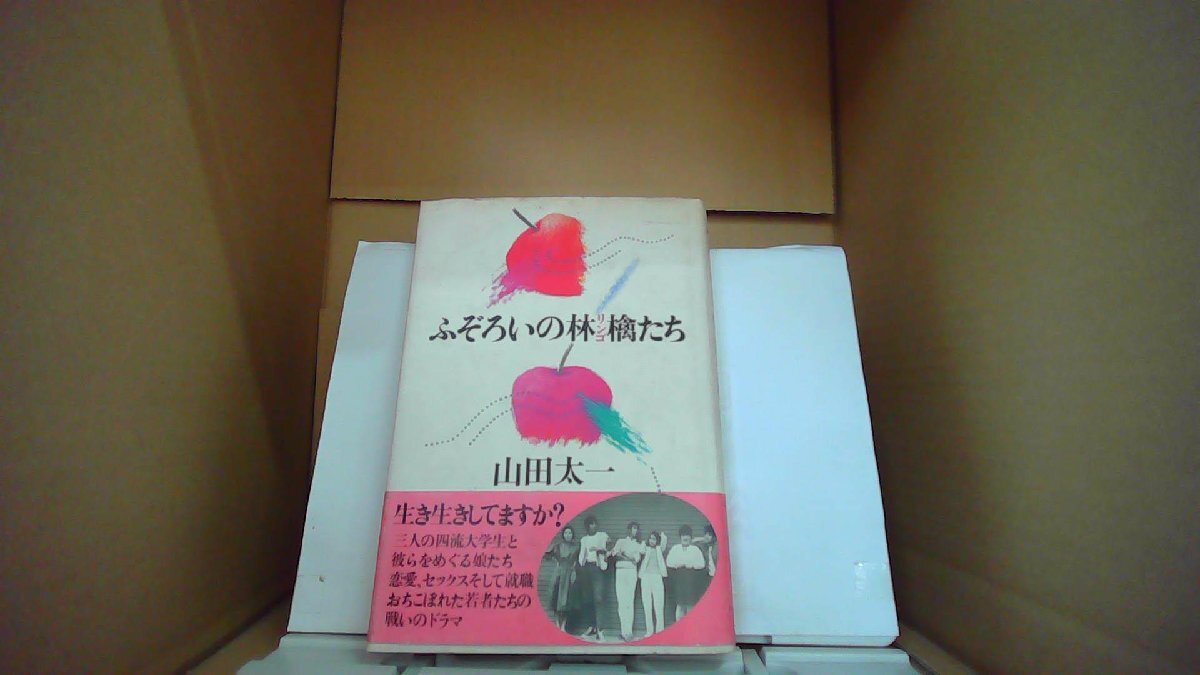 ふぞろいの林檎たち
リンゴ
山田太一
生き生きしてますか?
三人の四流大学生と
彼らをめぐる娘たち
恋愛、セックスそして就職
おちこぼれた若者たちの
戦いのドラマ